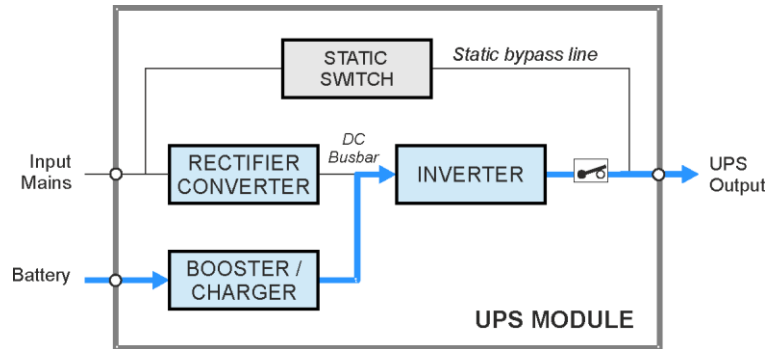 STATIC
SWITCH
Static bypass line
Input
Mains
RECTIFIER
CONVERTER
DC
Busbar
INVERTER
UPS
Output
Battery
BOOSTER /
CHARGER
UPS MODULE